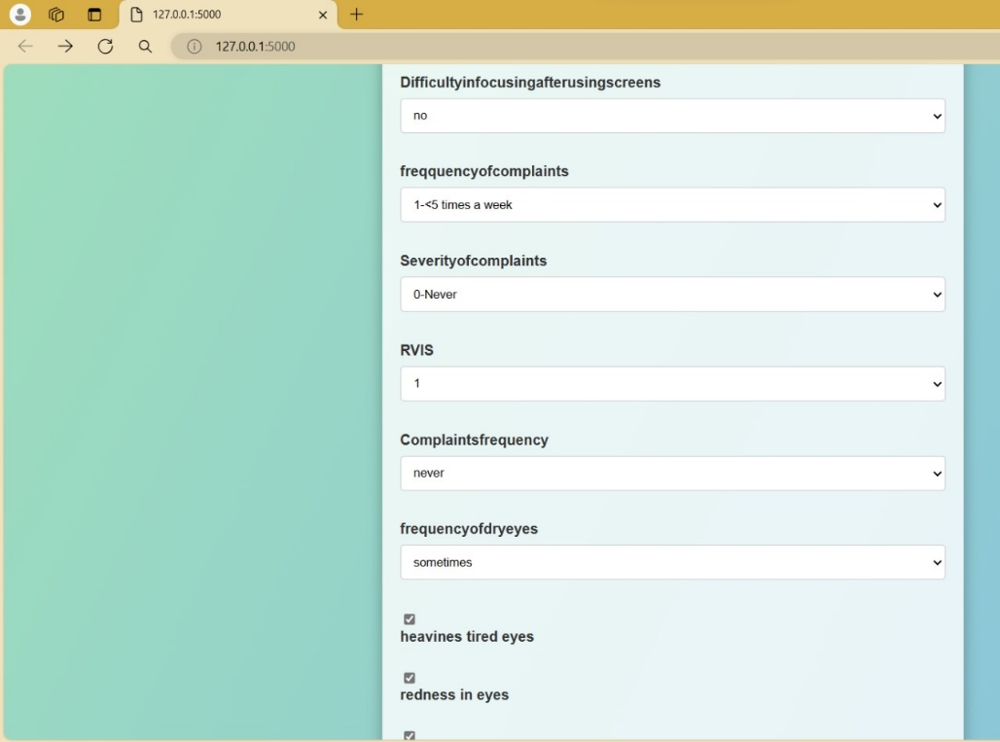 127.0.0.1:5000
127.0.0.1:5000
Difficultyinfocusingafterusingscreens
no
freqquencyofcomplaints
1-<5 times a week
Severityofcomplaints
0-Never
RVIS
1
Complaintsfrequency
never
frequencyofdryeyes
sometimes
heavines tired eyes
redness in eyes